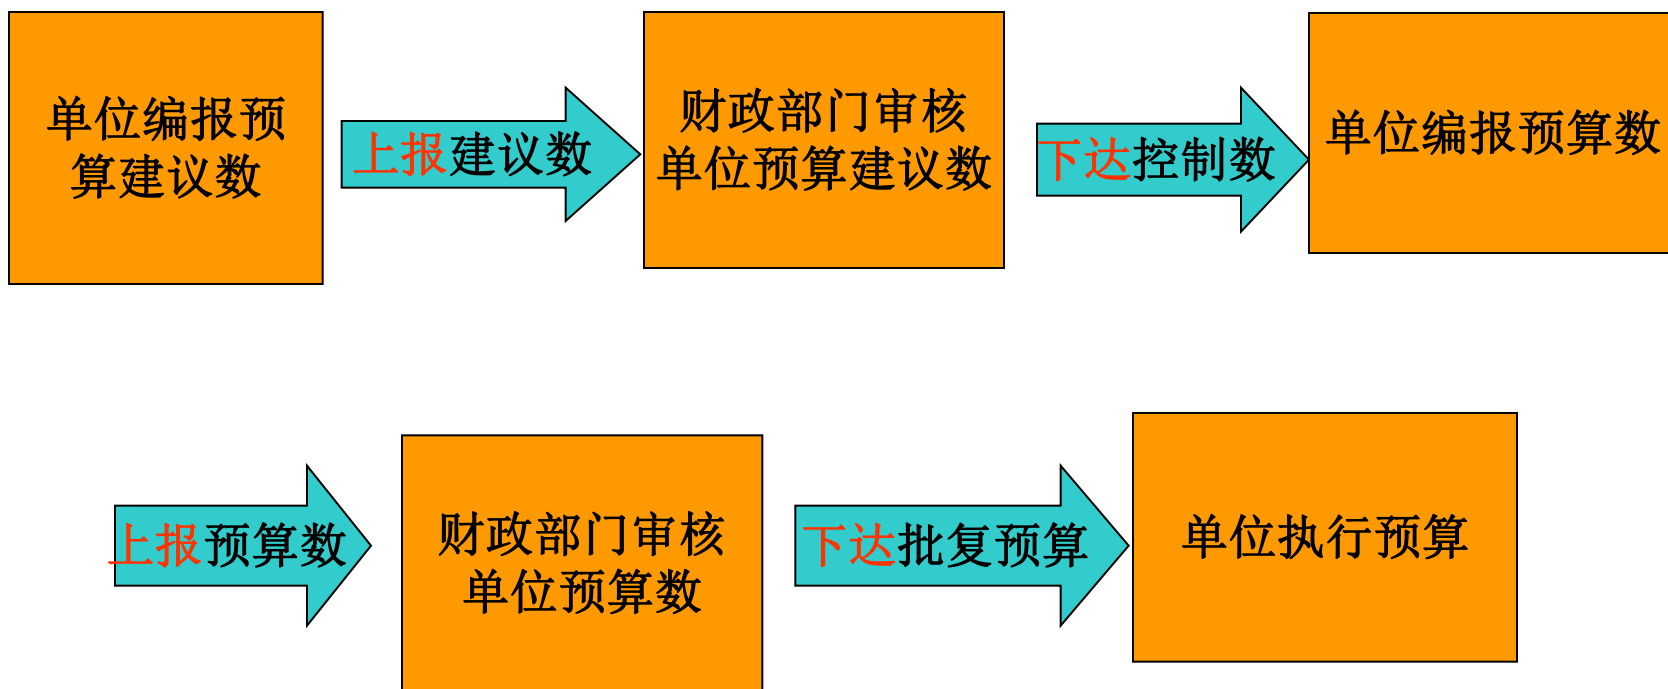 单位编报预
算建议数
上报建议数
财政部门审核
单位预算建议数
下达控制数
单位编报预算数
上报预算数
财政部门审核
单位预算数
下达批复预算
单位执行预算